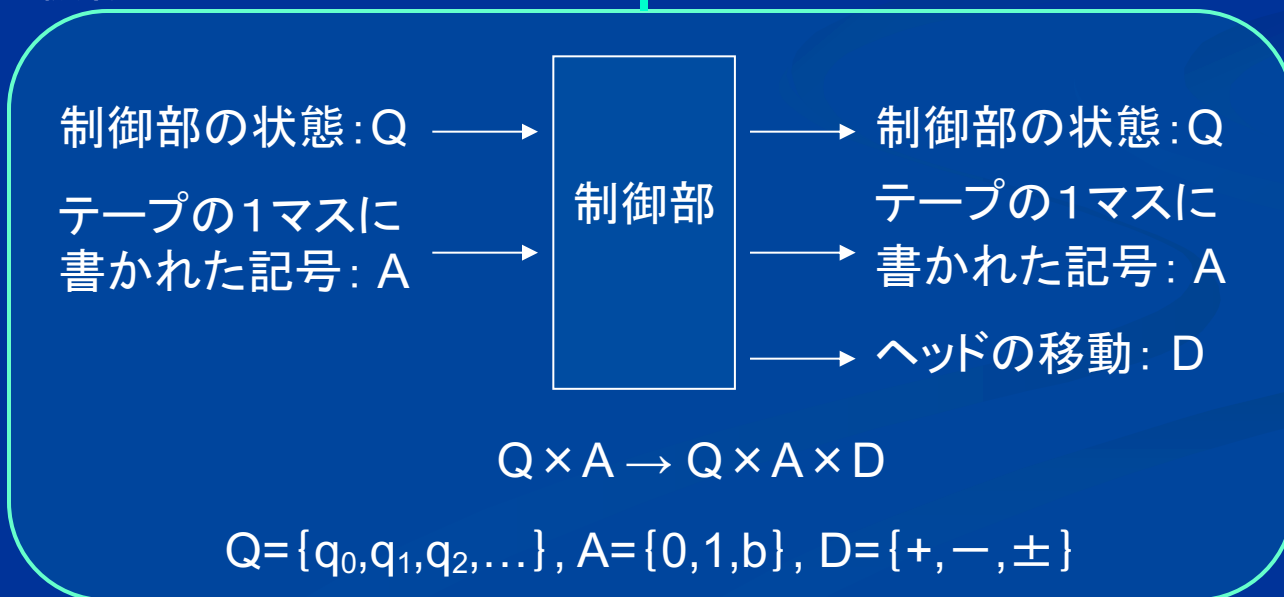 制御部の状態:Q
テープの1マスに
書かれた記号: A
制御部
制御部の状態:Q
テープの1マスに
書かれた記号: A
ヘッドの移動: D
Q×A→Q×A×D
Q={q₀,q₁,q₂,…}, A={0,1,b}, D={+,−,±}